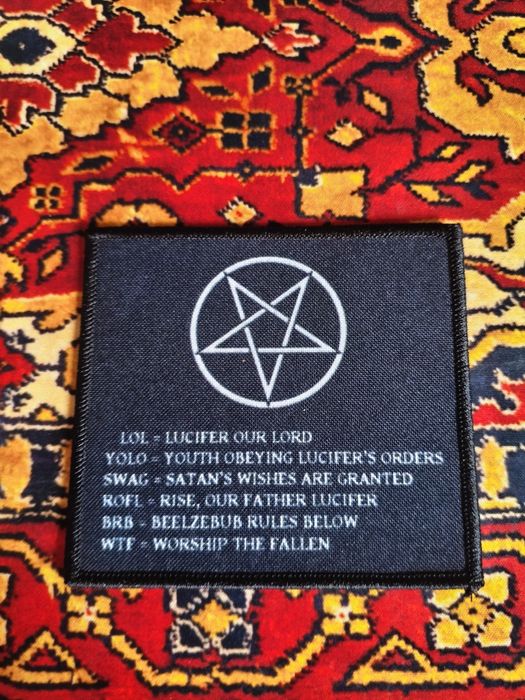 LOL = LUCIFER OUR LORD
YOLO = YOUTH OBEYING LUCIFER'S ORDERS
SWAG = SATAN'S WISHES ARE GRANTED
ROFL = RISE, OUR FATHER LUCIFER
BRB - BEELZEBUB RULES BELOW
WTF = WORSHIP THE FALLEN